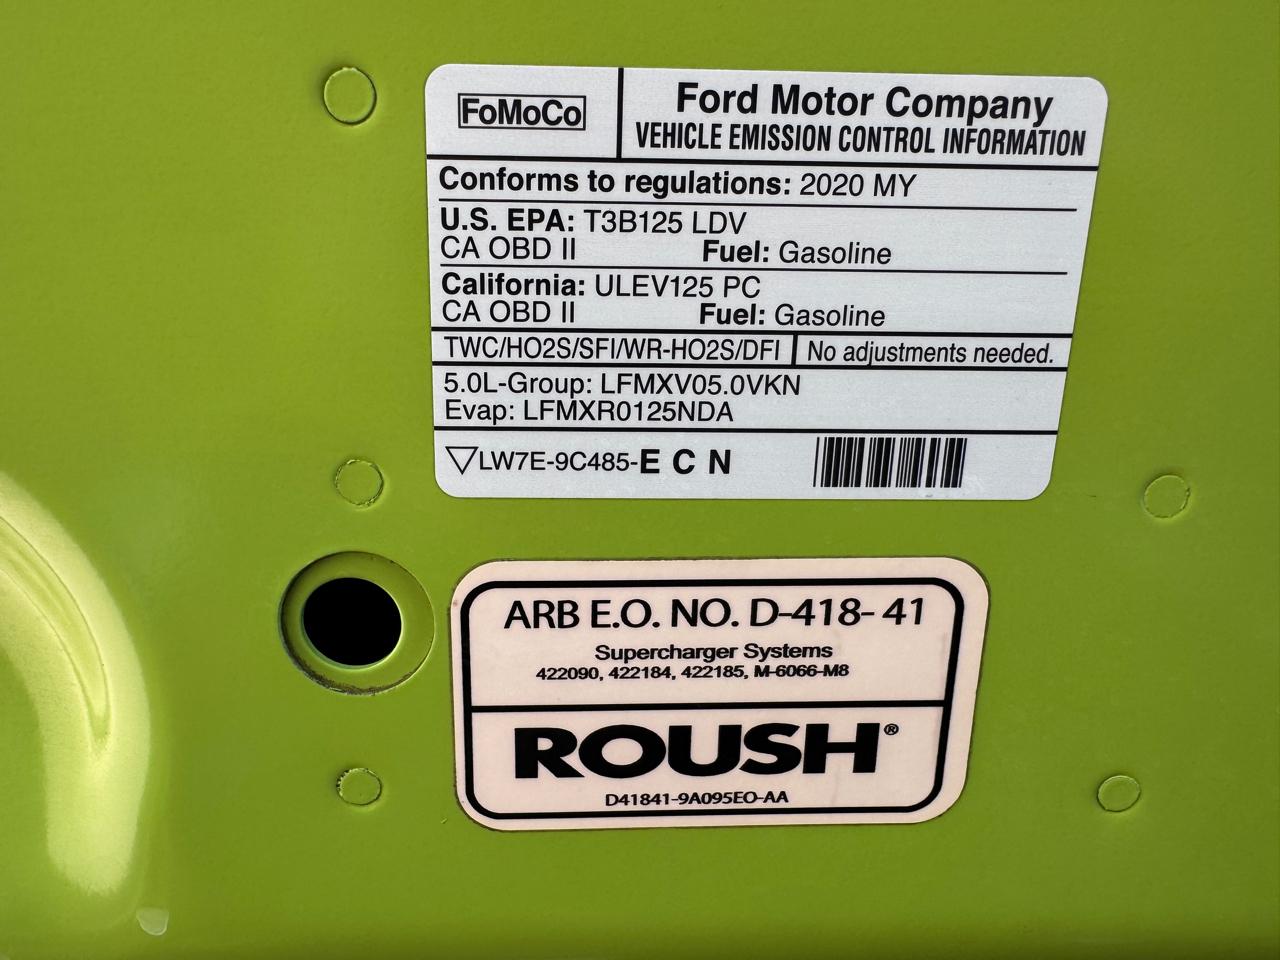 FoMoCo
Ford Motor Company
VEHICLE EMISSION CONTROL INFORMATION
Conforms to regulations: 2020 MY
U.S. EPA: T3B125 LDV
CA OBD II Fuel: Gasoline
California: ULEV125 PC
CA OBD II Fuel: Gasoline
TWC/HO2S/SFI/WR-HO2S/DFI No adjustments needed.
5.0L-Group: LFMXV05.0VKN
Evap: LFMXR0125NDA
▽LW7E-9C485-E C N
ARB E.O. NO. D-418-41
Supercharger Systems
422090, 422184, 422185, M-6066-M8
ROUSH®
D41841-9A095EO-AA